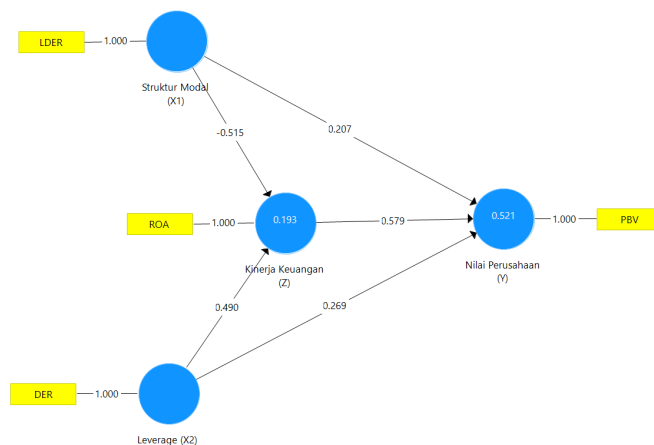 LDER
1.000
Struktur Modal
(X1)
-0.515
0.207
ROA
1.000
0.193
0.579
0.521
1.000
PBV
Kinerja Keuangan
(Z)
Nilai Perusahaan
(Y)
0.490
0.269
DER
1.000
Leverage (X2)